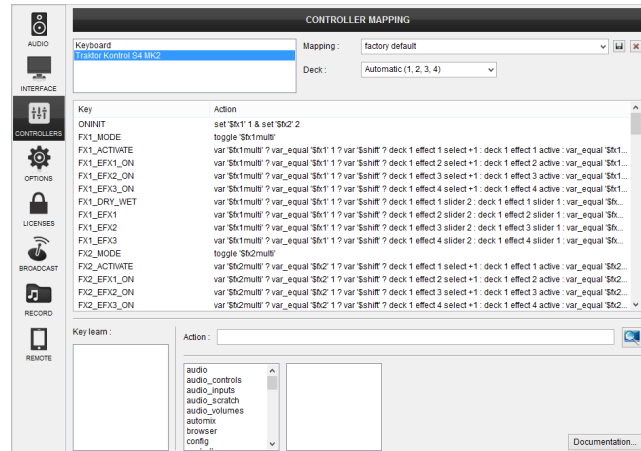 CONTROLLER MAPPING
AUDIO
INTERFACE
CONTROLLERS
OPTIONS
LICENSES
BROADCAST
RECORD
REMOTE
Keyboard
Traktor Kontrol S4 MK2
Mapping : factory default
Deck : Automatic (1, 2, 3, 4)
Key Action
ONINIT set '$fx1' 1 & set '$fx2' 2
FX1_MODE toggle '$fx1multi'
FX1_ACTIVATE var '$fx1multi' ? var_equal '$fx1' 1 ? var '$shift' ? deck 1 effect 1 select +1 : deck 1 effect 1 active : var_equal '$fx1...
FX1_EFX1_ON var '$fx1multi' ? var_equal '$fx1' 1 ? var '$shift' ? deck 1 effect 2 select +1 : deck 1 effect 2 active : var_equal '$fx1...
FX1_EFX2_ON var '$fx1multi' ? var_equal '$fx1' 1 ? var '$shift' ? deck 1 effect 3 select +1 : deck 1 effect 3 active : var_equal '$fx1...
FX1_EFX3_ON var '$fx1multi' ? var_equal '$fx1' 1 ? var '$shift' ? deck 1 effect 4 select +1 : deck 1 effect 4 active : var_equal '$fx1...
FX1_DRY_WET var '$fx1multi' ? var_equal '$fx1' 1 ? var '$shift' ? deck 1 effect 1 slider 2 : deck 1 effect 1 slider 1 : var_equal '$fx...
FX1_EFX1 var '$fx1multi' ? var_equal '$fx1' 1 ? var '$shift' ? deck 1 effect 2 slider 2 : deck 1 effect 2 slider 1 : var_equal '$fx...
FX1_EFX2 var '$fx1multi' ? var_equal '$fx1' 1 ? var '$shift' ? deck 1 effect 3 slider 2 : deck 1 effect 3 slider 1 : var_equal '$fx...
FX1_EFX3 var '$fx1multi' ? var_equal '$fx1' 1 ? var '$shift' ? deck 1 effect 4 slider 2 : deck 1 effect 4 slider 1 : var_equal '$fx...
FX2_MODE toggle '$fx2multi'
FX2_ACTIVATE var '$fx2multi' ? var_equal '$fx2' 1 ? var '$shift' ? deck 1 effect 1 select +1 : deck 1 effect 1 active : var_equal '$fx2...
FX2_EFX1_ON var '$fx2multi' ? var_equal '$fx2' 1 ? var '$shift' ? deck 1 effect 2 select +1 : deck 1 effect 2 active : var_equal '$fx2...
FX2_EFX2_ON var '$fx2multi' ? var_equal '$fx2' 1 ? var '$shift' ? deck 1 effect 3 select +1 : deck 1 effect 3 active : var_equal '$fx2...
FX2_EFX3_ON var '$fx2multi' ? var_equal '$fx2' 1 ? var '$shift' ? deck 1 effect 4 select +1 : deck 1 effect 4 active : var_equal '$fx2...
Key learn :
Action :
audio
audio_controls
audio_inputs
audio_scratch
audio_volumes
automix
browser
config
Documentation...